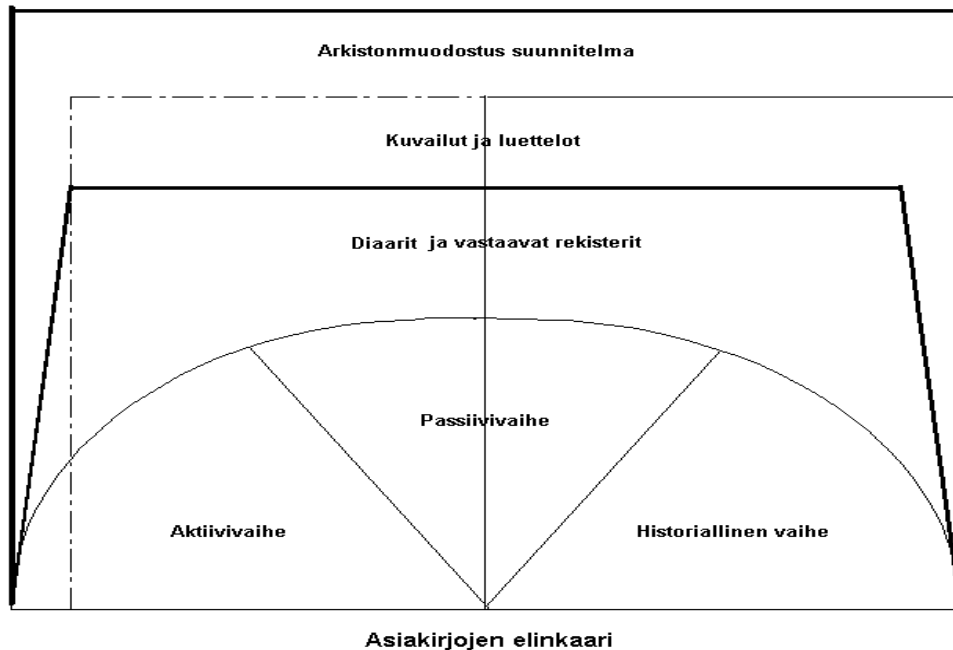 Arkistonmuodostus suunnitelma
Kuvailut ja luettelot
Diaarit ja vastaavat rekisterit
Passiivivaihe
Aktiivivaihe
Historiallinen vaihe
Asiakirjojen elinkaari